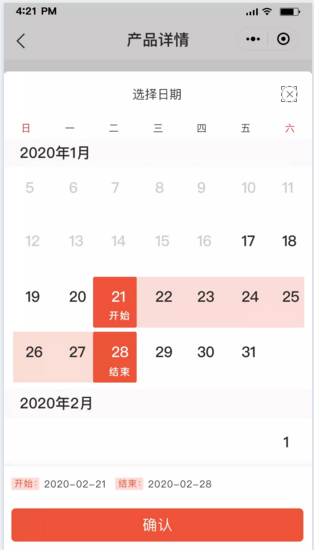 4:21 PM
产品详情
选择日期
日 一 二 三 四 五 六
2020年1月
5 6 7 8 9 10 11
12 13 14 15 16 17 18
19 20 21 22 23 24 25
开始
26 27 28 29 30 31
结束
2020年2月
1
开始: 2020-02-21 结束: 2020-02-28
确认